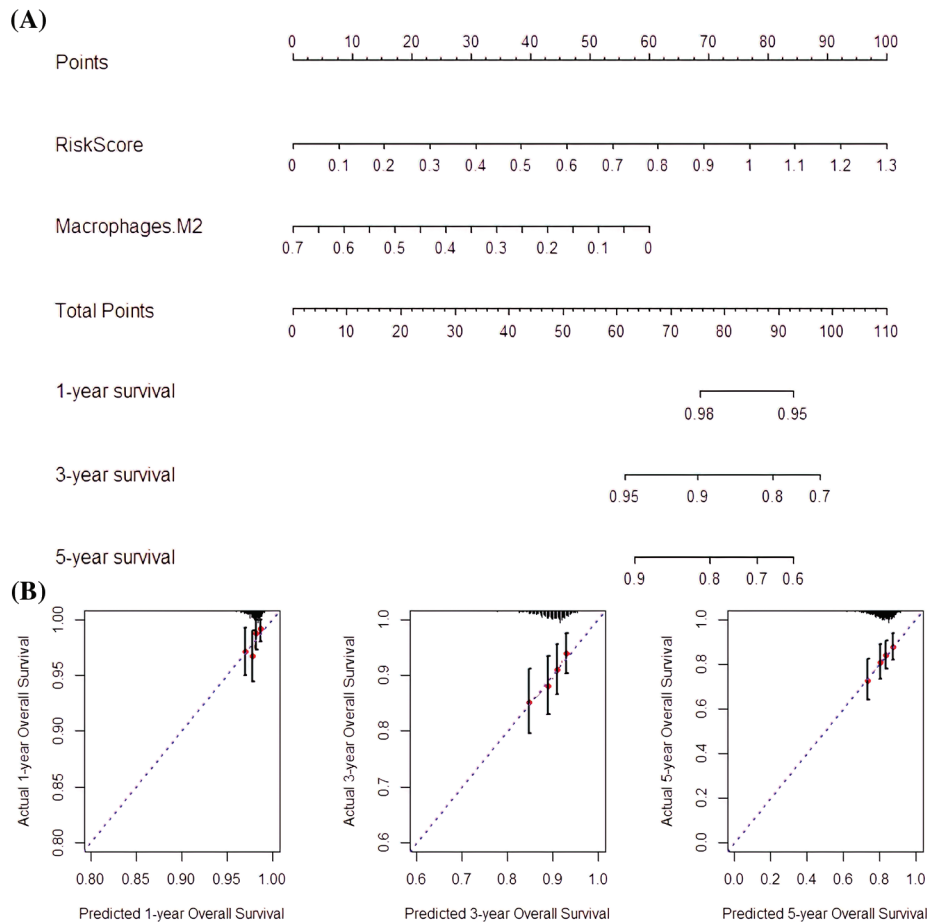 (A)
0 10 20 30 40 50 60 70 80 90 100
Points
RiskScore
0 0.1 0.2 0.3 0.4 0.5 0.6 0.7 0.8 0.9 1 1.1 1.2 1.3
Macrophages.M2
0.7 0.6 0.5 0.4 0.3 0.2 0.1 0
Total Points
0 10 20 30 40 50 60 70 80 90 100 110
1-year survival
0.98 0.95
3-year survival
0.95 0.9 0.8 0.7
5-year survival
0.9 0.8 0.7 0.6
(B)
Actual 1-year Overall Survival
1.00
0.95
0.90
0.85
0.80
0.80 0.85 0.90 0.95 1.00
Predicted 1-year Overall Survival
Actual 3-year Overall Survival
1.0
0.9
0.8
0.7
0.6
0.6 0.7 0.8 0.9 1.0
Predicted 3-year Overall Survival
Actual 5-year Overall Survival
1.0
0.8
0.6
0.4
0.2
0.0
0.0 0.2 0.4 0.6 0.8 1.0
Predicted 5-year Overall Survival